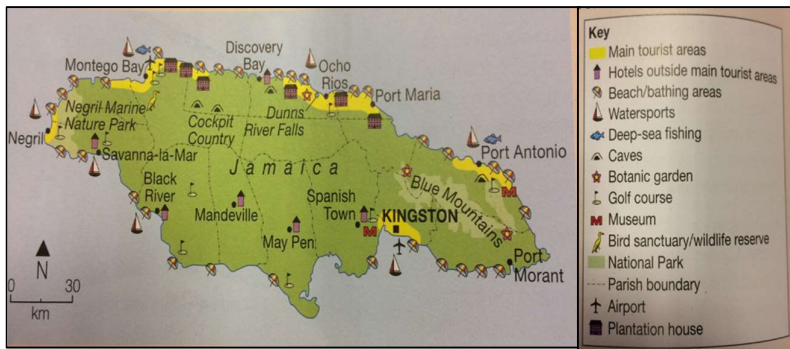 Montego Bay
Discovery
Bay
Ocho
Rios
Port Maria
Negril Marine
Nature Park
Cockpit
Country
Dunns
River Falls
Negril
Savanna-la-Mar
Port Antonio
Jamaica
Blue Mountains
Black
River
Mandeville
Spanish
Town
KINGSTON
May Pen
Port
Morant
N
0 30
km
Key
Main tourist areas
Hotels outside main tourist areas
Beach/bathing areas
Watersports
Deep-sea fishing
Caves
Botanic garden
Golf course
M Museum
Bird sanctuary/wildlife reserve
National Park
Parish boundary
Airport
Plantation house
M
M